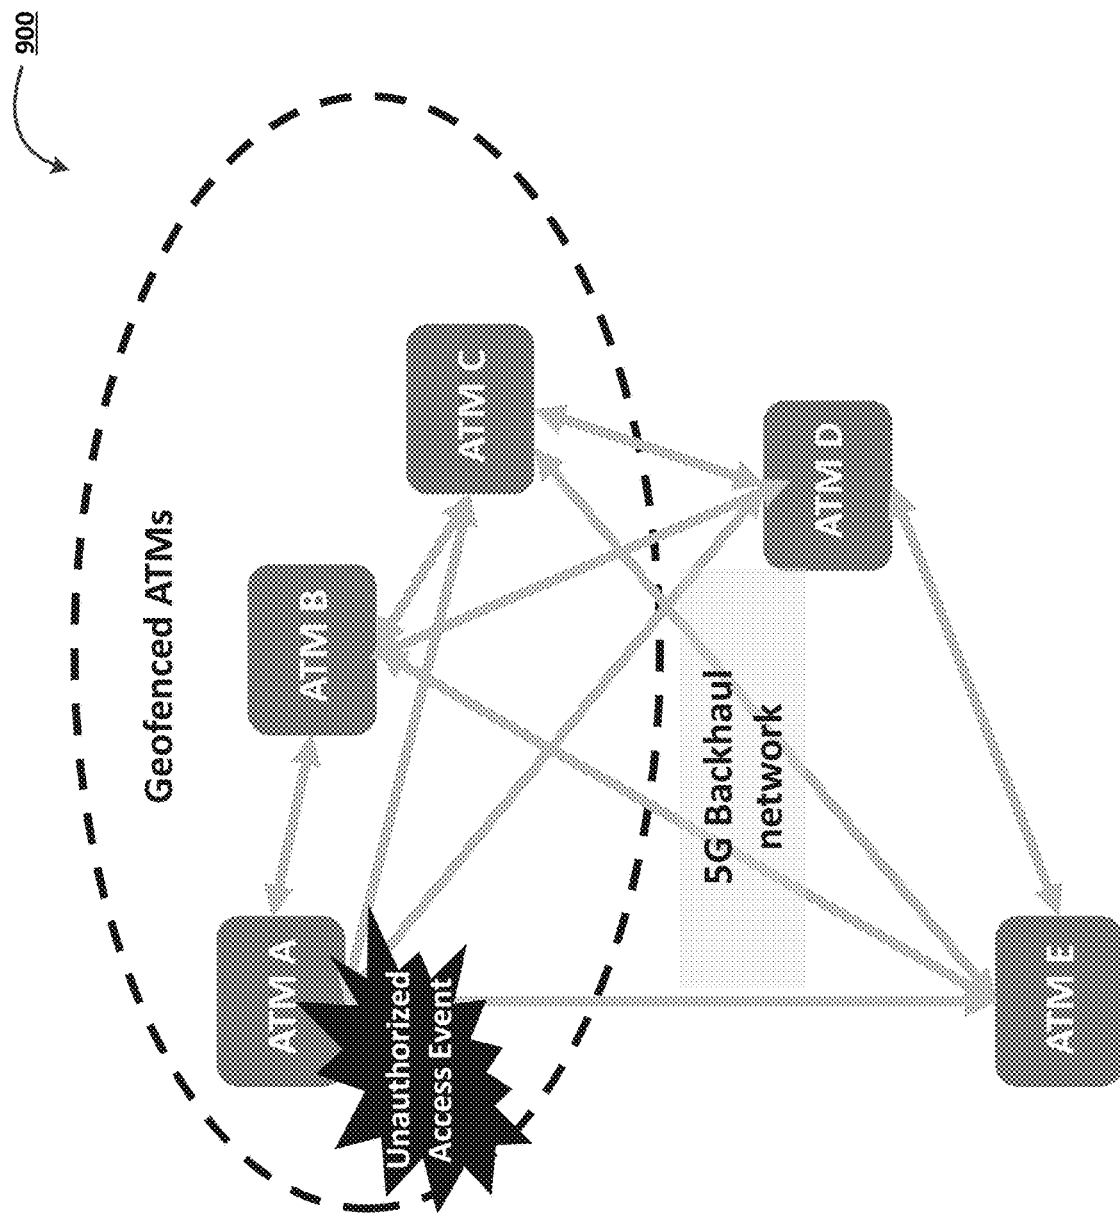 900
Geofenced ATMs
ATM A
ATM B
ATM C
Unauthorized
Access Event
5G Backhaul
network
ATM D
ATM E